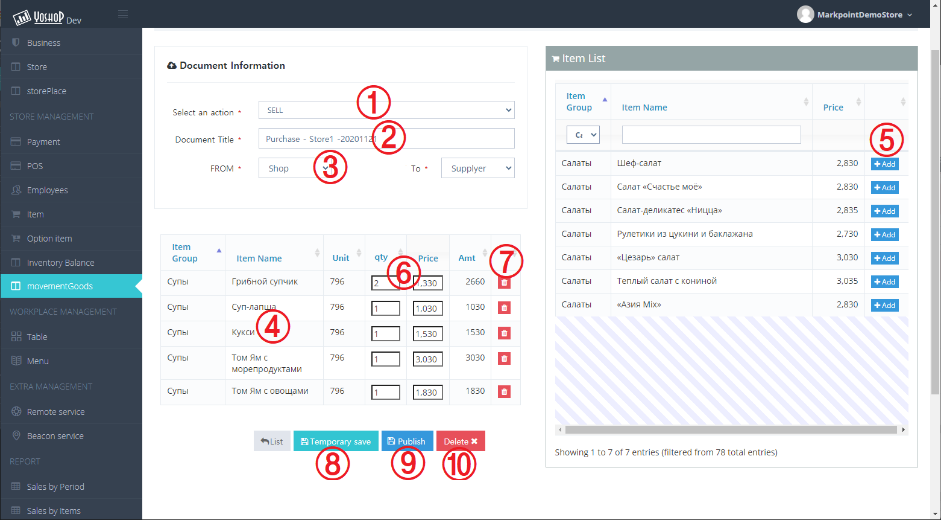 YOSHOP Dev
MarkpointDemoStore
Business
Store
storePlace
STORE MANAGEMENT
Payment
POS
Employees
Item
Option item
Inventory Balance
movementGoods
WORKPLACE MANAGEMENT
Table
Menu
EXTRA MANAGEMENT
Remote service
Beacon service
REPORT
Sales by Period
Sales by Items
Document Information
Select an action * SELL 1
Document Title * Purchase - Store1 -20201121 2
FROM * Shop 3 To * Supplyer
Item Group Item Name Unit qty Price Amt 7
6
Супы Грибной супчик 796 2 1,330 2660
Супы Суп-лапша 796 1 1.030 1030
Супы Кукси 4 796 1 1,530 1530
Супы Том Ям с морепродуктами 796 1 3.030 3030
Супы Том Ям с овощами 796 1 1.830 1830
List Temporary save Publish Delete
8 9 10
Item List
Item Group Item Name Price
5
Салаты Шеф-салат 2,830 Add
Салаты Салат «Счастье моё» 2,830 Add
Салаты Салат-деликатес «Ницца» 2,835 Add
Салаты Рулетики из цукини и баклажана 2,730 Add
Салаты «Цезарь» салат 3,030 Add
Салаты Теплый салат с кониной 3,035 Add
Салаты «Азия Mix» 2,830 Add
Showing 1 to 7 of 7 entries (filtered from 78 total entries)